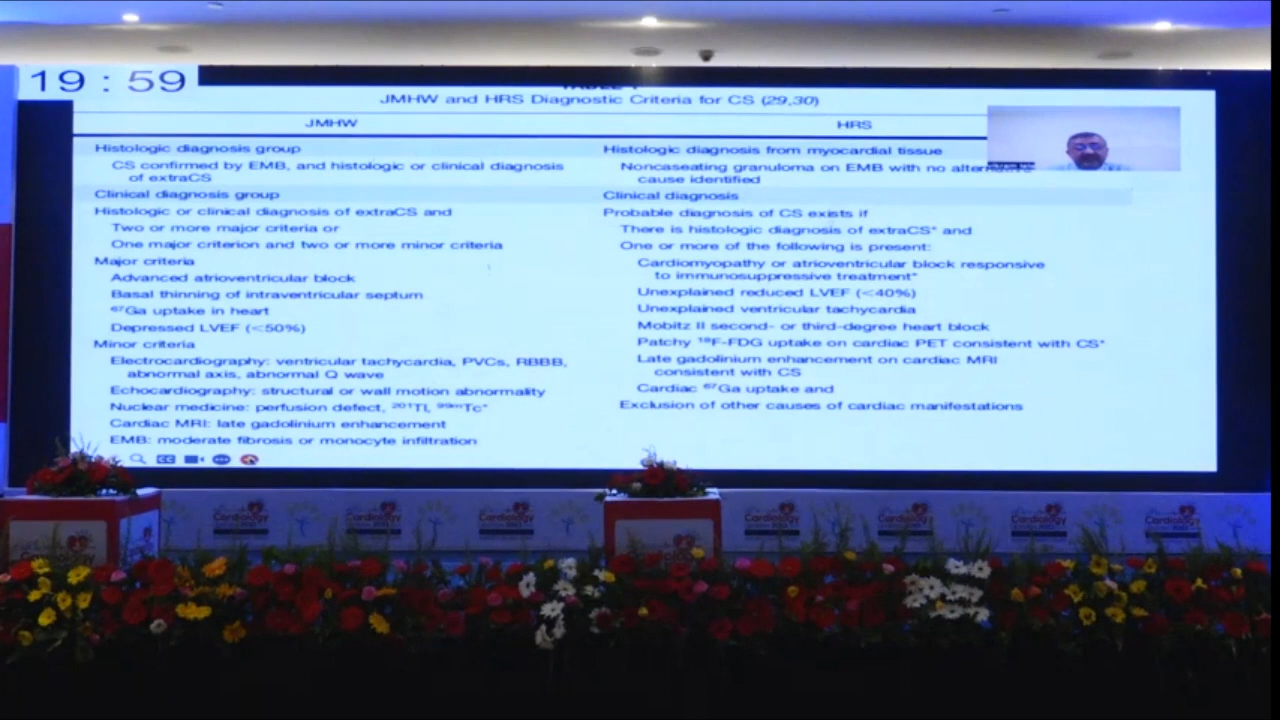 19 : 59
JMHW and HRS Diagnostic Criteria for CS (29,30)
JMHW
Histologic diagnosis group
CS confirmed by EMB, and histologic or clinical diagnosis
of extraCS
Clinical diagnosis group
Histologic or clinical diagnosis of extraCS and
Two or more major criteria or
One major criterion and two or more minor criteria
Major criteria
Advanced atrioventricular block
Basal thinning of intraventricular septum
⁶⁷Ga uptake in heart
Depressed LVEF (<50%)
Minor criteria
Electrocardiography: ventricular tachycardia, PVCs, RBBB,
abnormal axis, abnormal Q wave
Echocardiography: structural or wall motion abnormality
Nuclear medicine: perfusion defect, ²⁰¹Tl, ⁹⁹ᵐTc*
Cardiac MRI: late gadolinium enhancement
EMB: moderate fibrosis or monocyte infiltration
HRS
Histologic diagnosis from myocardial tissue
Noncaseating granuloma on EMB with no
cause identified
Clinical diagnosis
Probable diagnosis of CS exists if
There is histologic diagnosis of extraCS* and
One or more of the following is present:
Cardiomyopathy or atrioventricular block responsive
to immunosuppressive treatment*
Unexplained reduced LVEF (<40%)
Unexplained ventricular tachycardia
Mobitz II second- or third-degree heart block
Patchy ¹⁸F-FDG uptake on cardiac PET consistent with CS*
Late gadolinium enhancement on cardiac MRI
consistent with CS
Cardiac ⁶⁷Ga uptake and
Exclusion of other causes of cardiac manifestations
Cardiology
Cardiology
Cardiology
Cardiology
Cardiology
Cardiology
Cardiology